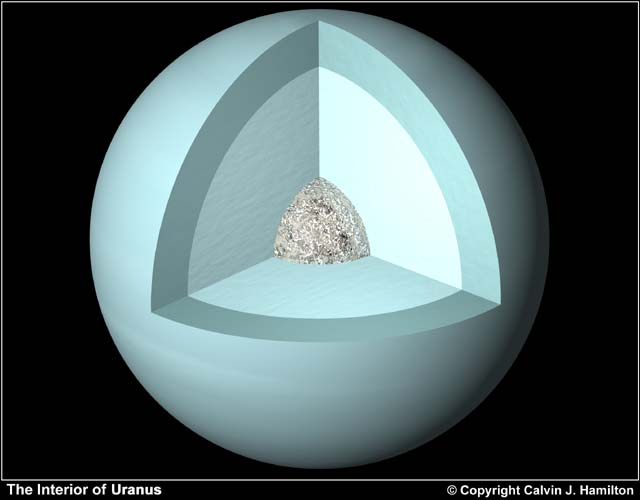 The Interior of Uranus
© Copyright Calvin J. Hamilton